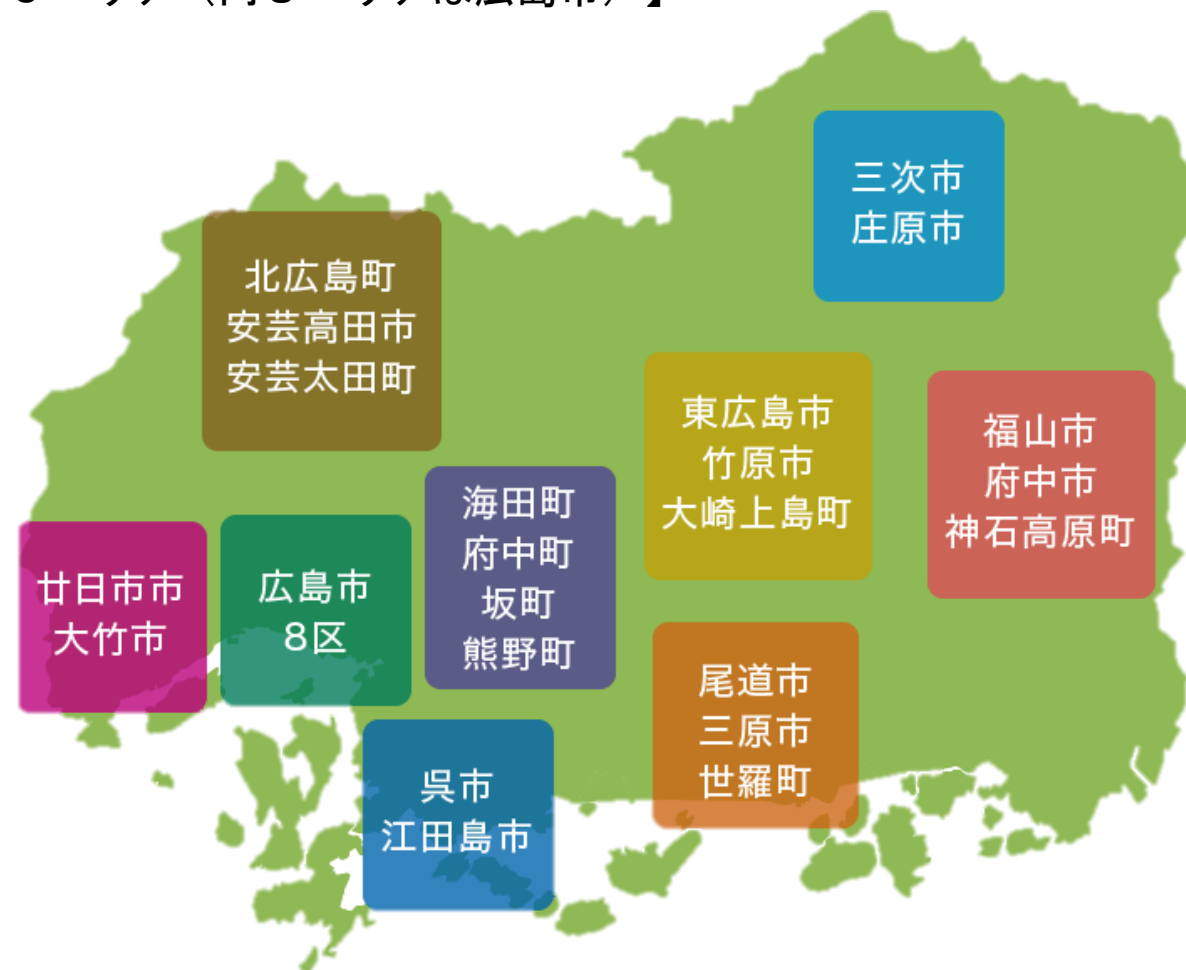 三次市
庄原市
北広島町
安芸高田市
安芸太田町
東広島市
竹原市
大崎上島町
福山市
府中市
神石高原町
海田町
府中町
坂町
熊野町
廿日市市
大竹市
広島市
8区
尾道市
三原市
世羅町
呉市
江田島市